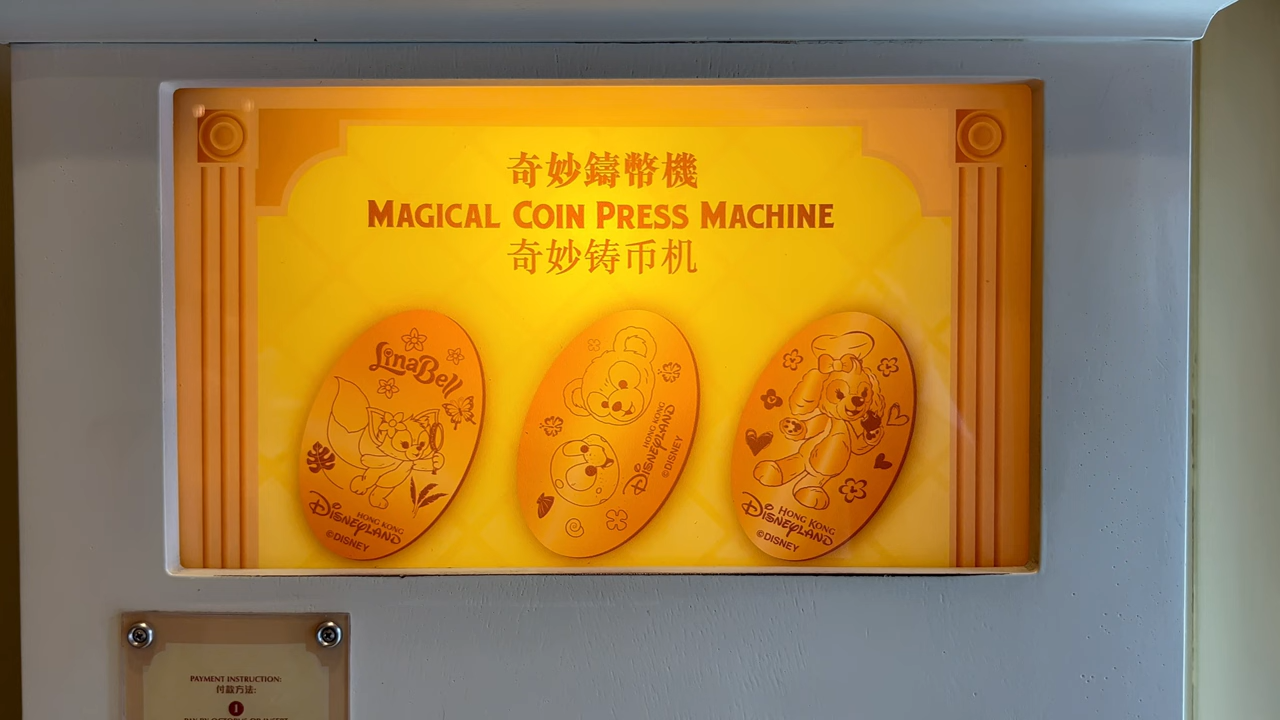 奇妙鑄幣機
MAGICAL COIN PRESS MACHINE
奇妙铸币机
LinaBell
HONG KONG
DISNEYLAND
©DISNEY
HONG KONG
DISNEYLAND
©DISNEY
HONG KONG
DISNEYLAND
©DISNEY
PAYMENT INSTRUCTION:
付款方法:
1